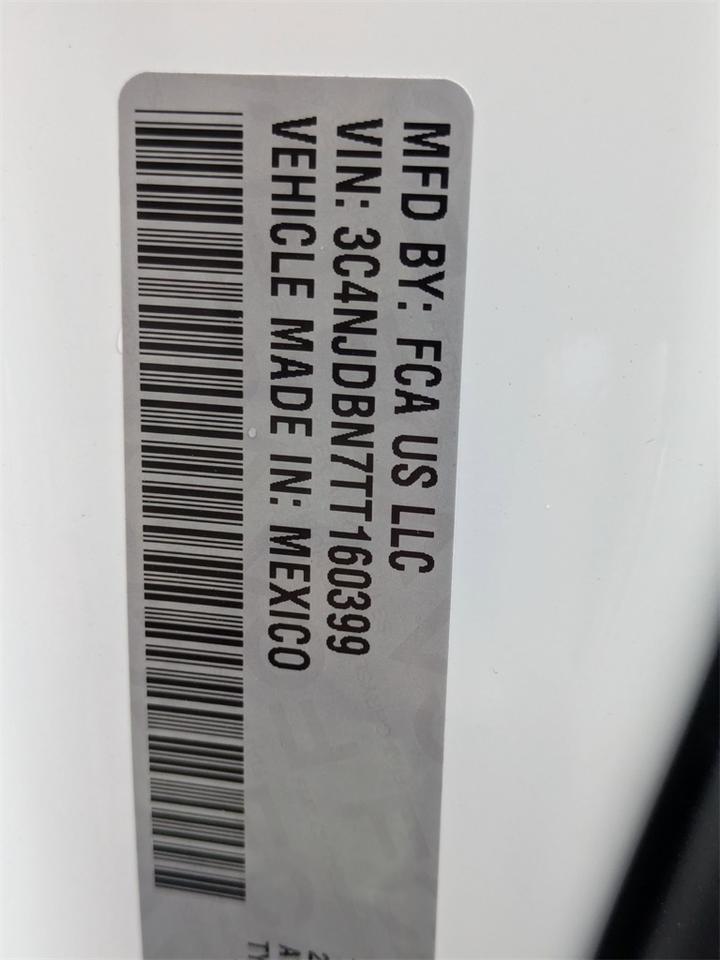 MFD BY: FCA US LLC
VIN: 3C4NJDBN7TT160399
VEHICLE MADE IN: MEXICO